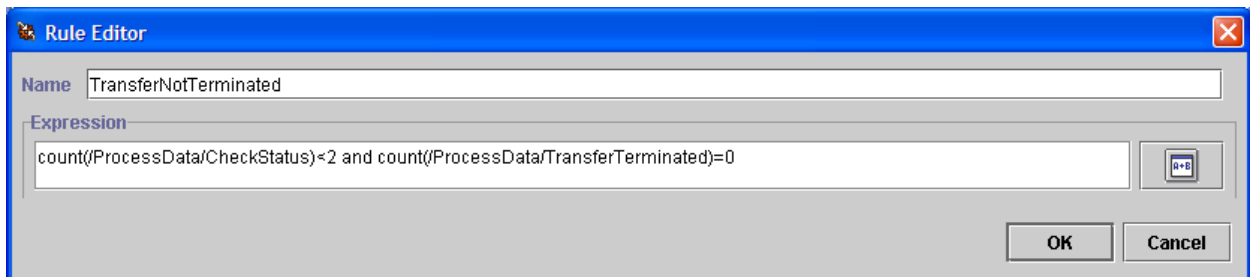 Rule Editor
Name TransferNotTerminated
Expression
count(/ProcessData/CheckStatus)<2 and count(/ProcessData/TransferTerminated)=0
A+B
OK Cancel